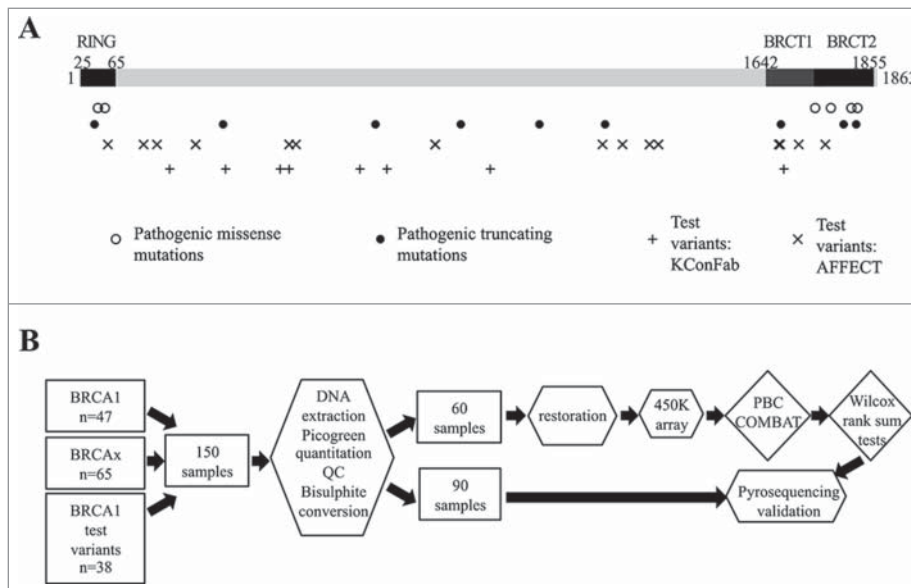 A
RING
BRCT1 BRCT2
25 65
1642 1855
1 1863
Pathogenic missense
mutations
Pathogenic truncating
mutations
Test
variants:
KConFab
Test
variants:
AFFECT
B
BRCA1
n=47
BRCAx
n=65
BRCA1
test
variants
n=38
150
samples
DNA
extraction
Picogreen
quantitation
QC
Bisulphite
conversion
60
samples
90
samples
restoration
450K
array
PBC
COMBAT
Wilcox
rank sum
tests
Pyrosequencing
validation